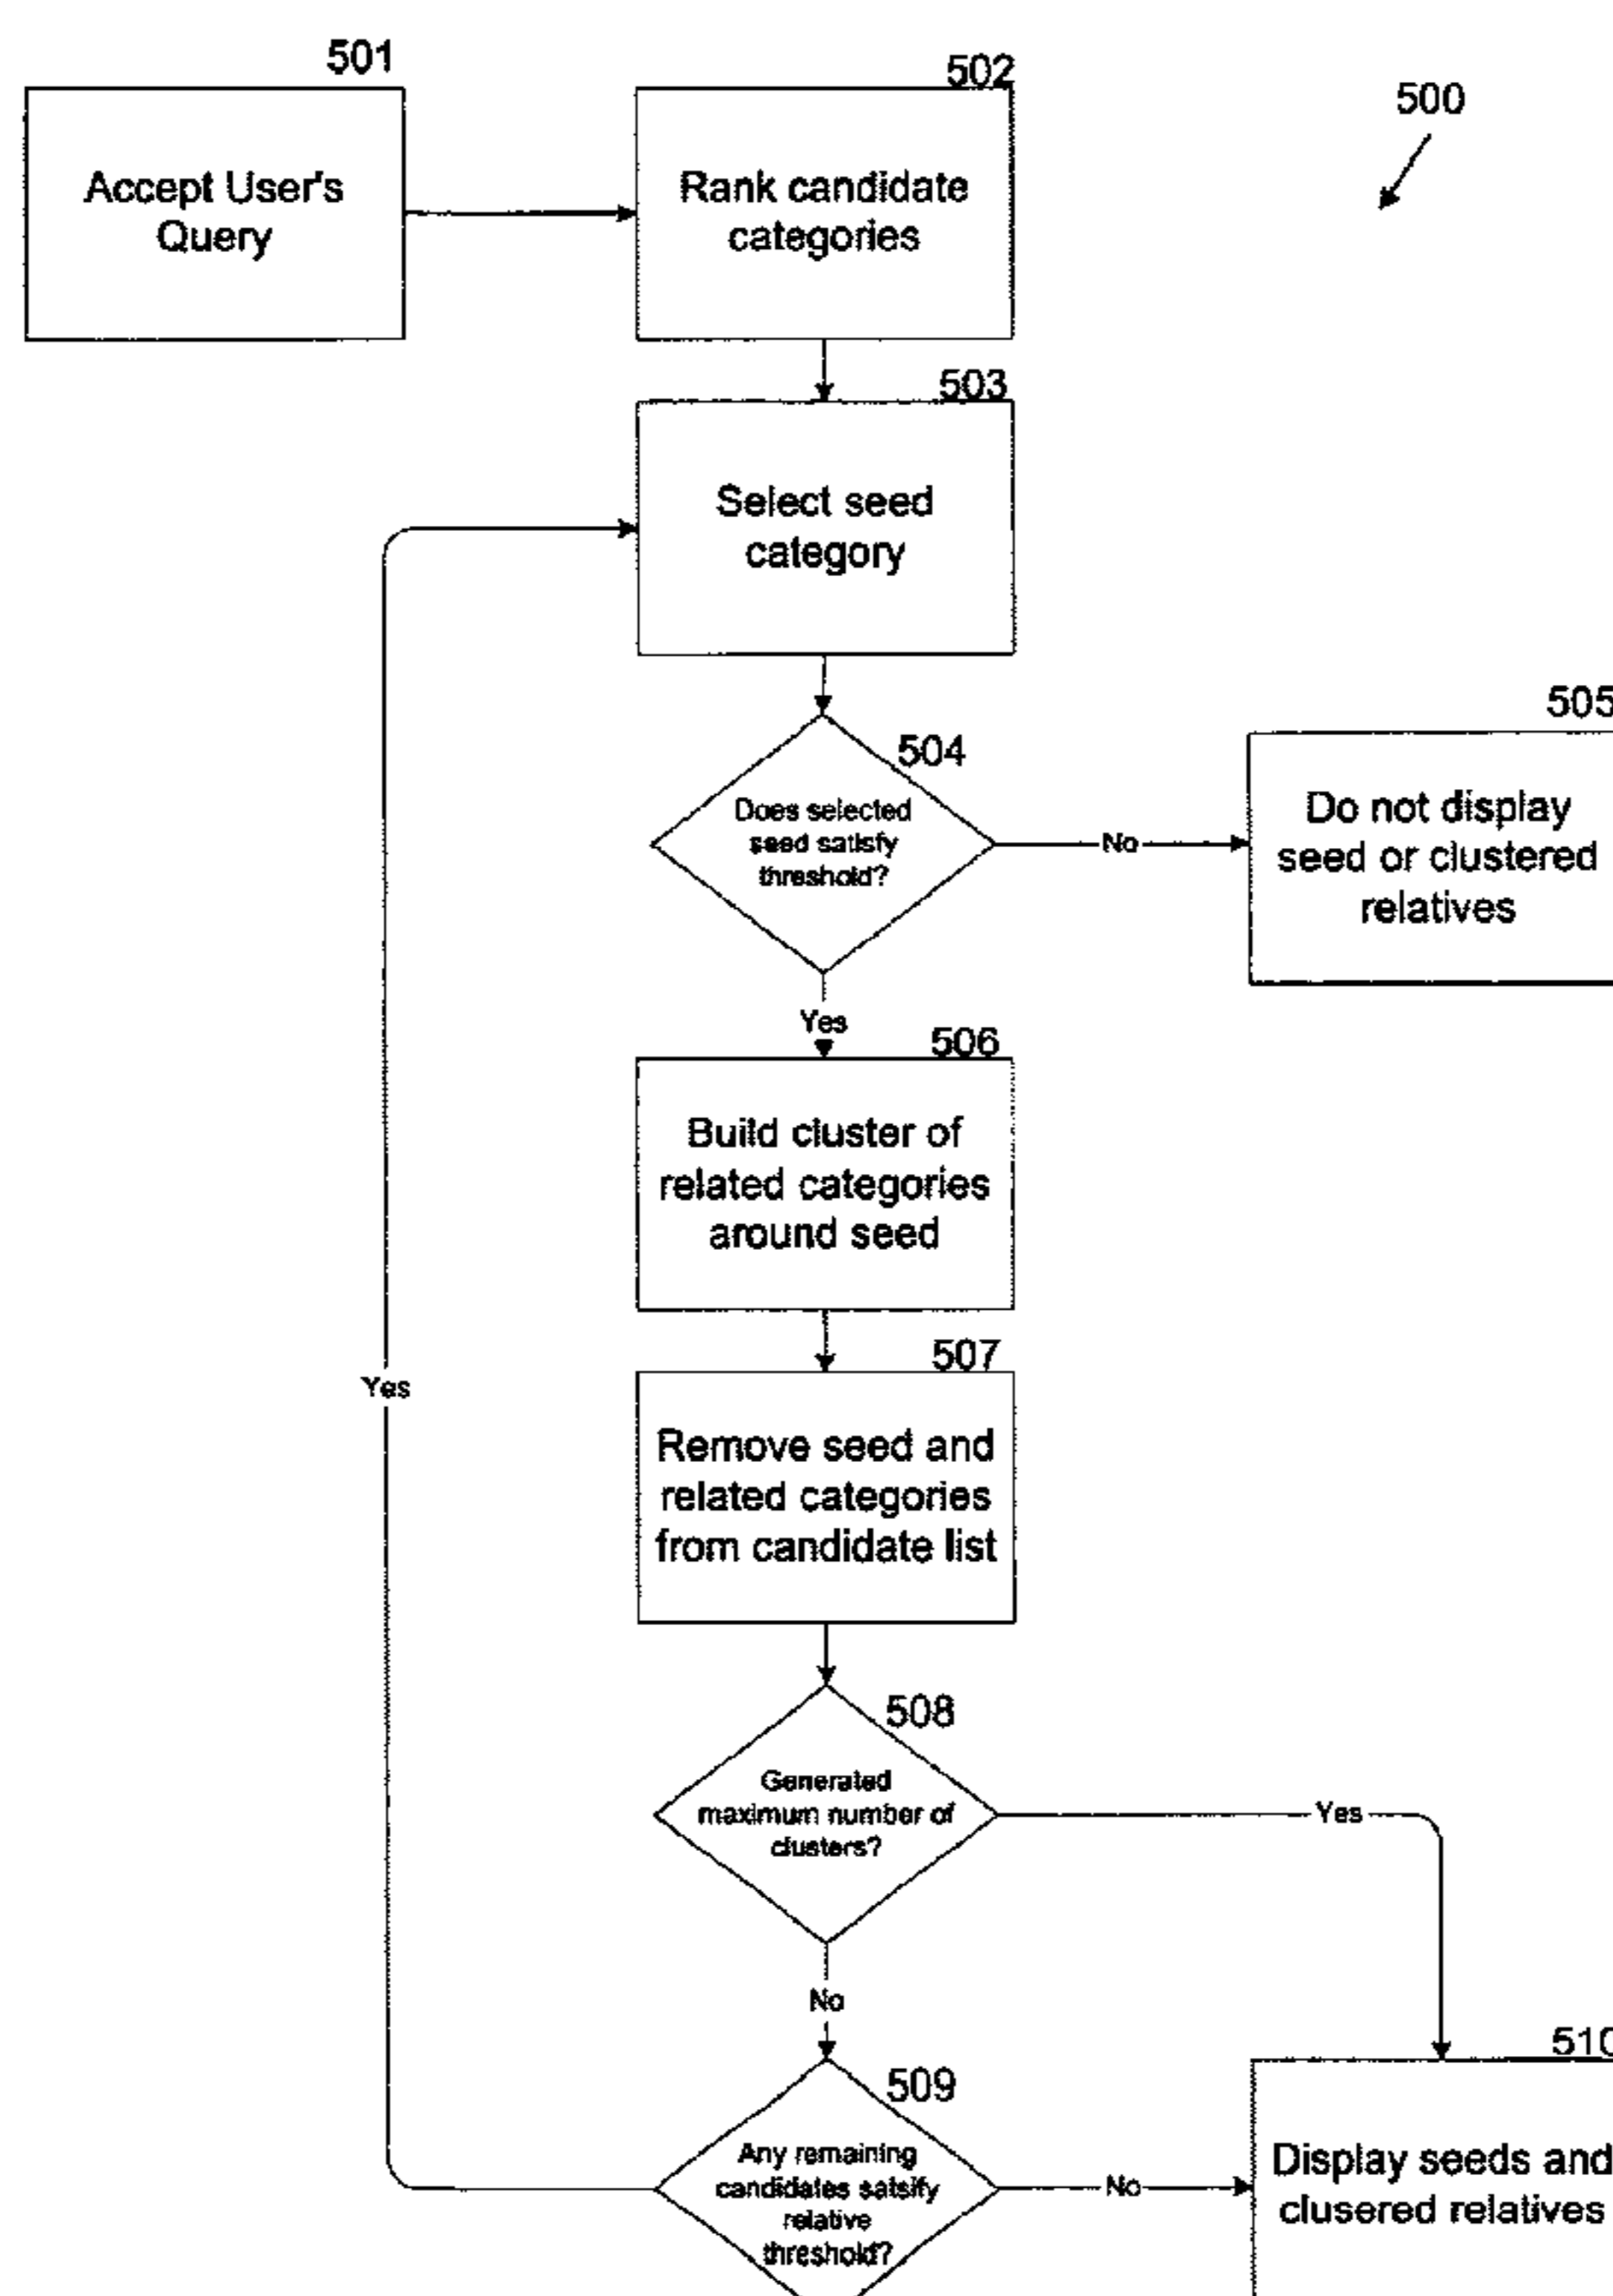 501
Accept User's
Query
502
Rank candidate
categories
500
503
Select seed
category
504
Does selected
seed satisfy
threshold?
No
505
Do not display
seed or clustered
relatives
Yes
506
Build cluster of
related categories
around seed
507
Remove seed and
related categories
from candidate list
Yes
508
Generated
maximum number of
clusters?
Yes
No
509
Any remaining
candidates satsify
relative
threshold?
No
510
Display seeds and
clusered relatives